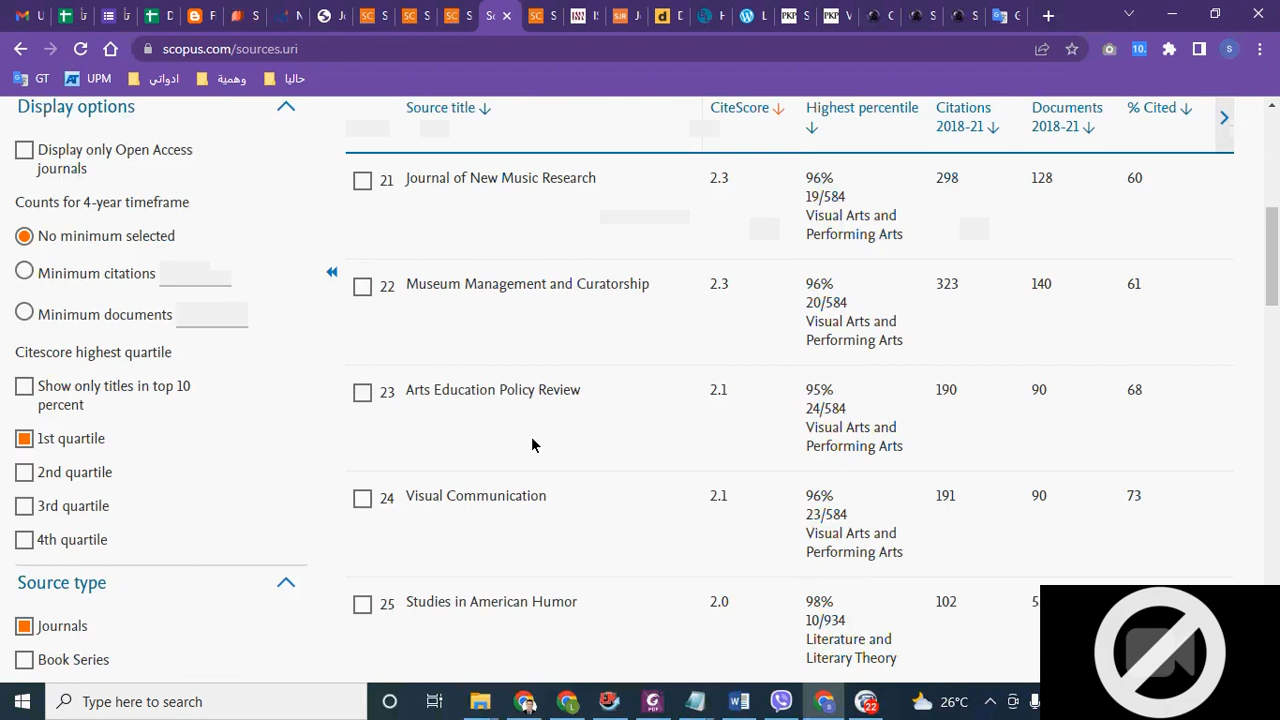 scopus.com/sources.uri
10.
S
GT
UPM
ادواتي
وهمية
حاليا
Display options
Display only Open Access
journals
Counts for 4-year timeframe
No minimum selected
Minimum citations
Minimum documents
Citescore highest quartile
Show only titles in top 10
percent
1st quartile
2nd quartile
3rd quartile
4th quartile
Source type
Journals
Book Series
Source title
CiteScore
Highest percentile
Citations
2018-21
Documents
2018-21
% Cited
21 Journal of New Music Research 2.3 96% 298 128 60
19/584
Visual Arts and
Performing Arts
22 Museum Management and Curatorship 2.3 96% 323 140 61
20/584
Visual Arts and
Performing Arts
23 Arts Education Policy Review 2.1 95% 190 90 68
24/584
Visual Arts and
Performing Arts
24 Visual Communication 2.1 96% 191 90 73
23/584
Visual Arts and
Performing Arts
25 Studies in American Humor 2.0 98% 102
10/934
Literature and
Literary Theory
Type here to search
22
26°C